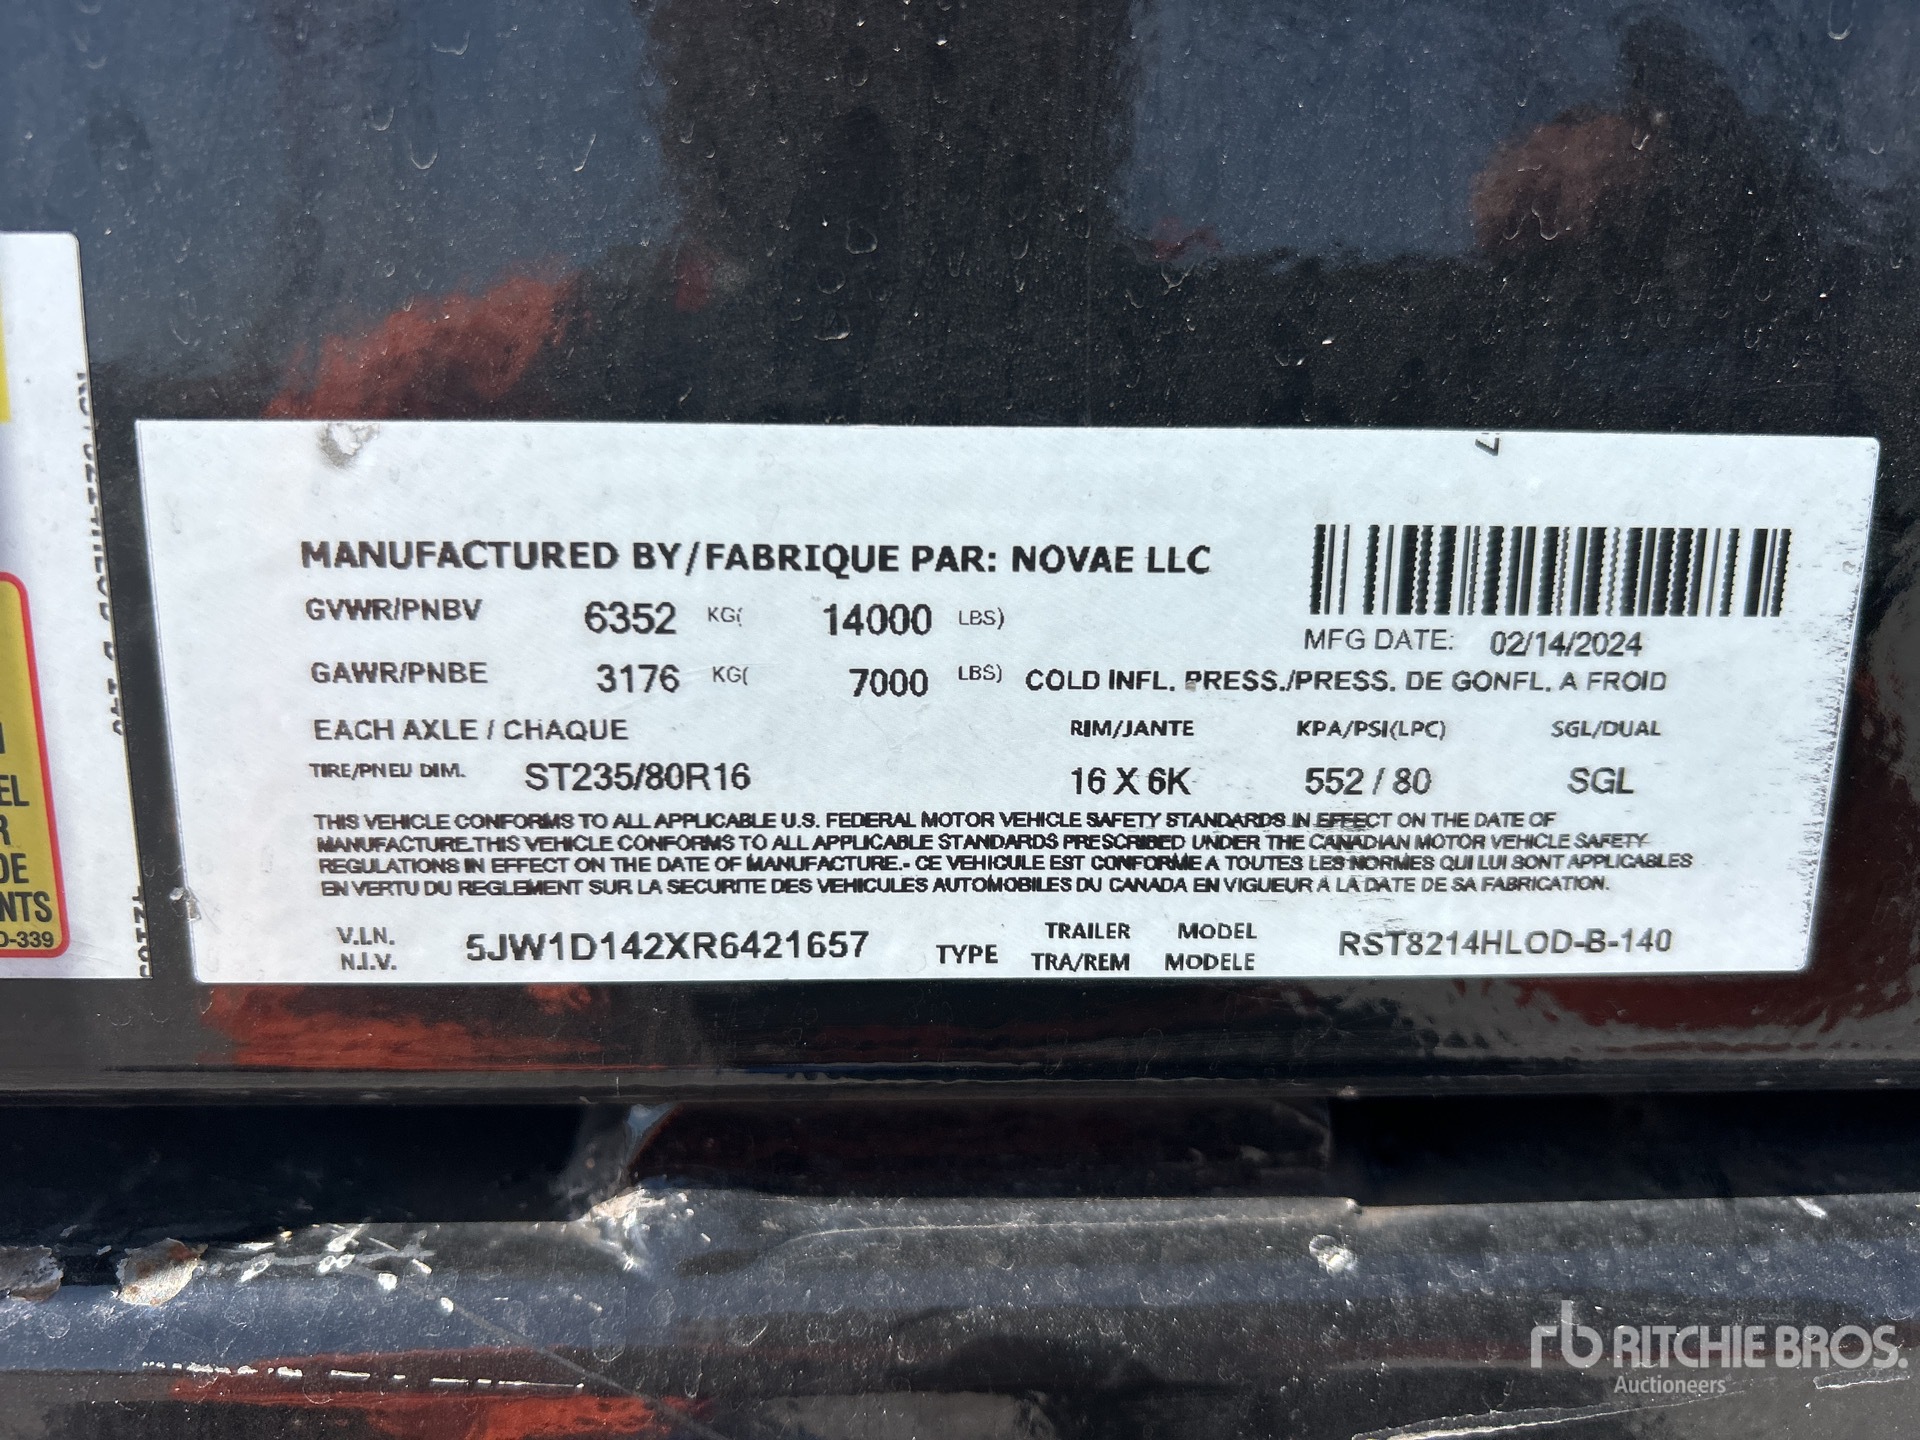 EL
R
DE
NTS
D-339
MANUFACTURED BY/FABRIQUE PAR: NOVAE LLC
GVWR/PNBV 6352 KG( 14000 LBS)
MFG DATE: 02/14/2024
GAWR/PNBE 3176 KG( 7000 LBS) COLD INFL. PRESS./PRESS. DE GONFL. A FROID
EACH AXLE / CHAQUE RIM/JANTE KPA/PSI(LPC) SGL/DUAL
TIRE/PNEU DIM. ST235/80R16 16 X 6K 552 / 80 SGL
THIS VEHICLE CONFORMS TO ALL APPLICABLE U.S. FEDERAL MOTOR VEHICLE SAFETY STANDARDS IN EFFECT ON THE DATE OF
MANUFACTURE.THIS VEHICLE CONFORMS TO ALL APPLICABLE STANDARDS PRESCRIBED UNDER THE CANADIAN MOTOR VEHICLE SAFETY
REGULATIONS IN EFFECT ON THE DATE OF MANUFACTURE.- CE VEHICULE EST CONFORME A TOUTES LES NORMES QUI LUI SONT APPLICABLES
EN VERTU DU REGLEMENT SUR LA SECURITE DES VEHICULES AUTOMOBILES DU CANADA EN VIGUEUR A LA DATE DE SA FABRICATION.
V.I.N. 5JW1D142XR6421657 TYPE TRAILER MODEL RST8214HLOD-B-140
N.I.V. TRA/REM MODELE
rb RITCHIE BROS.
Auctioneers